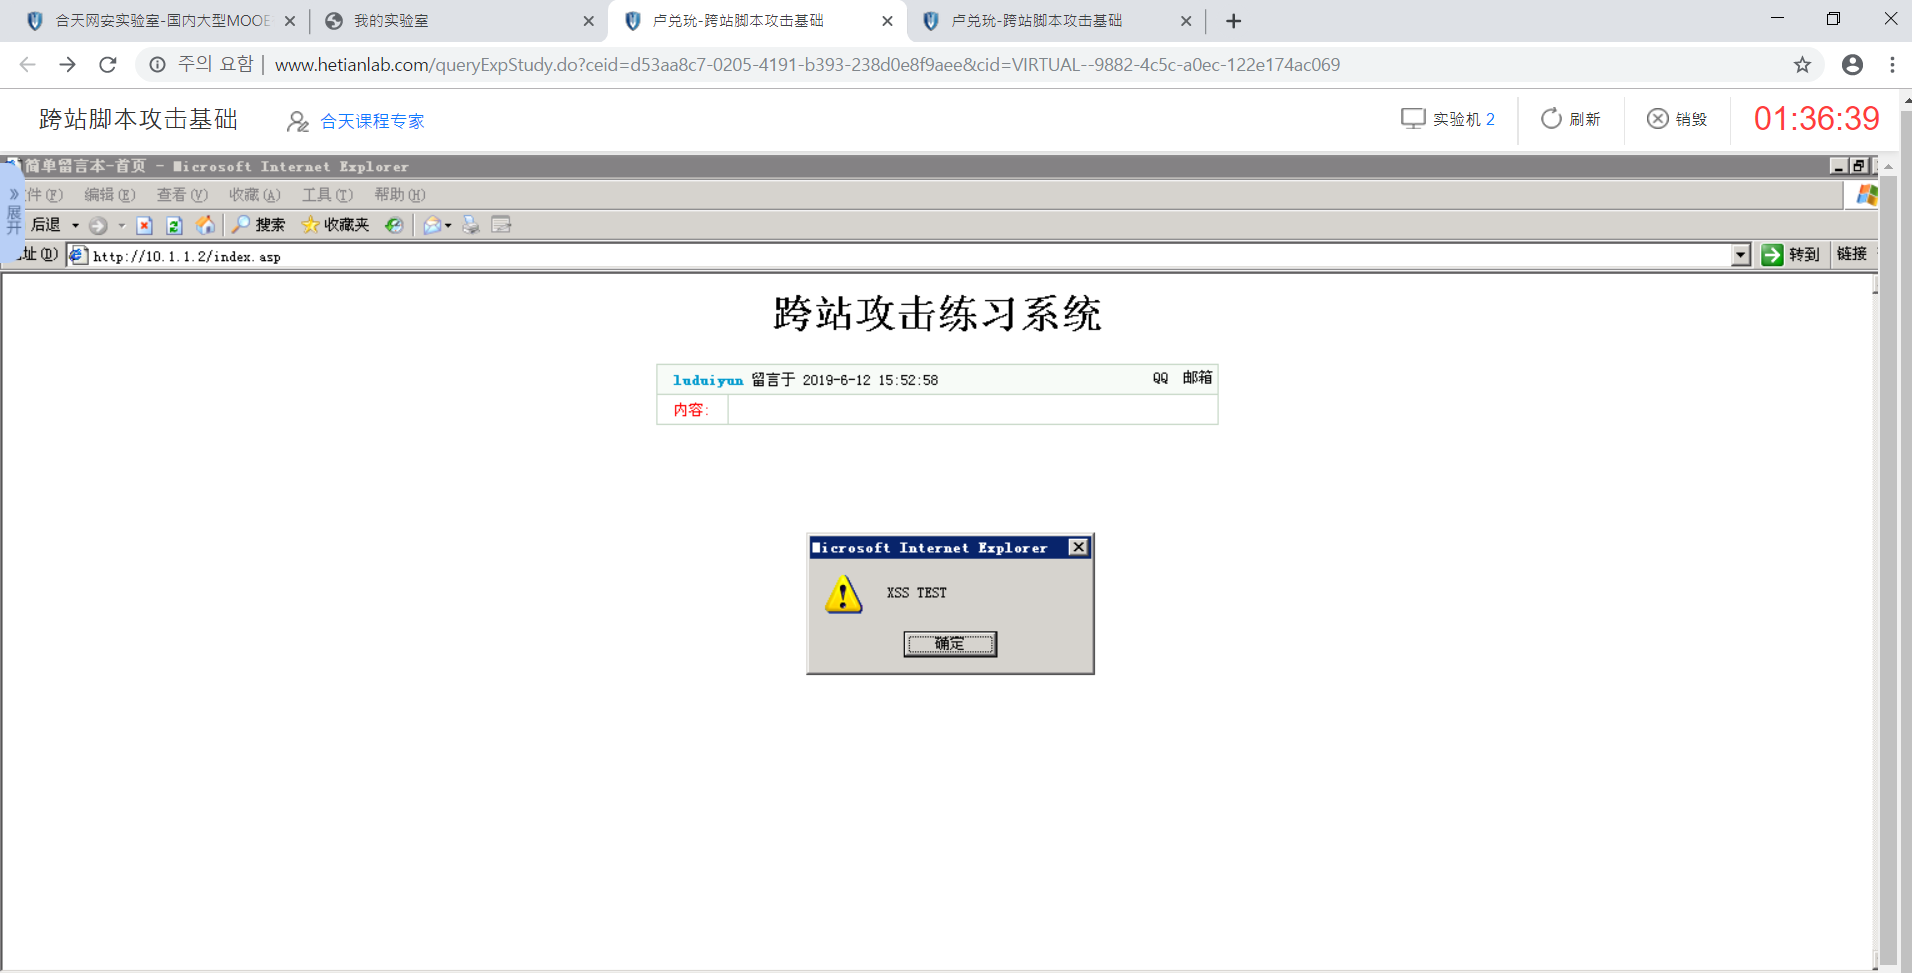 合天网安实验室-国内大型MOOE
我的实验室
卢兑玧-跨站脚本攻击基础
卢兑玧-跨站脚本攻击基础
주의 요함 | www.hetianlab.com/queryExpStudy.do?ceid=d53aa8c7-0205-4191-b393-238d0e8f9aee&cid=VIRTUAL--9882-4c5c-a0ec-122e174ac069
跨站脚本攻击基础 合天课程专家 实验机 2 刷新 销毁 01:36:39
简单留言本-首页 - Microsoft Internet Explorer
件(F) 编辑(E) 查看(V) 收藏(A) 工具(T) 帮助(H)
» 展开
后退 搜索 收藏夹
址(D) http://10.1.1.2/index.asp 转到 链接
跨站攻击练习系统
luduiyun 留言于 2019-6-12 15:52:58 QQ 邮箱
内容:
Microsoft Internet Explorer
XSS TEST
确定